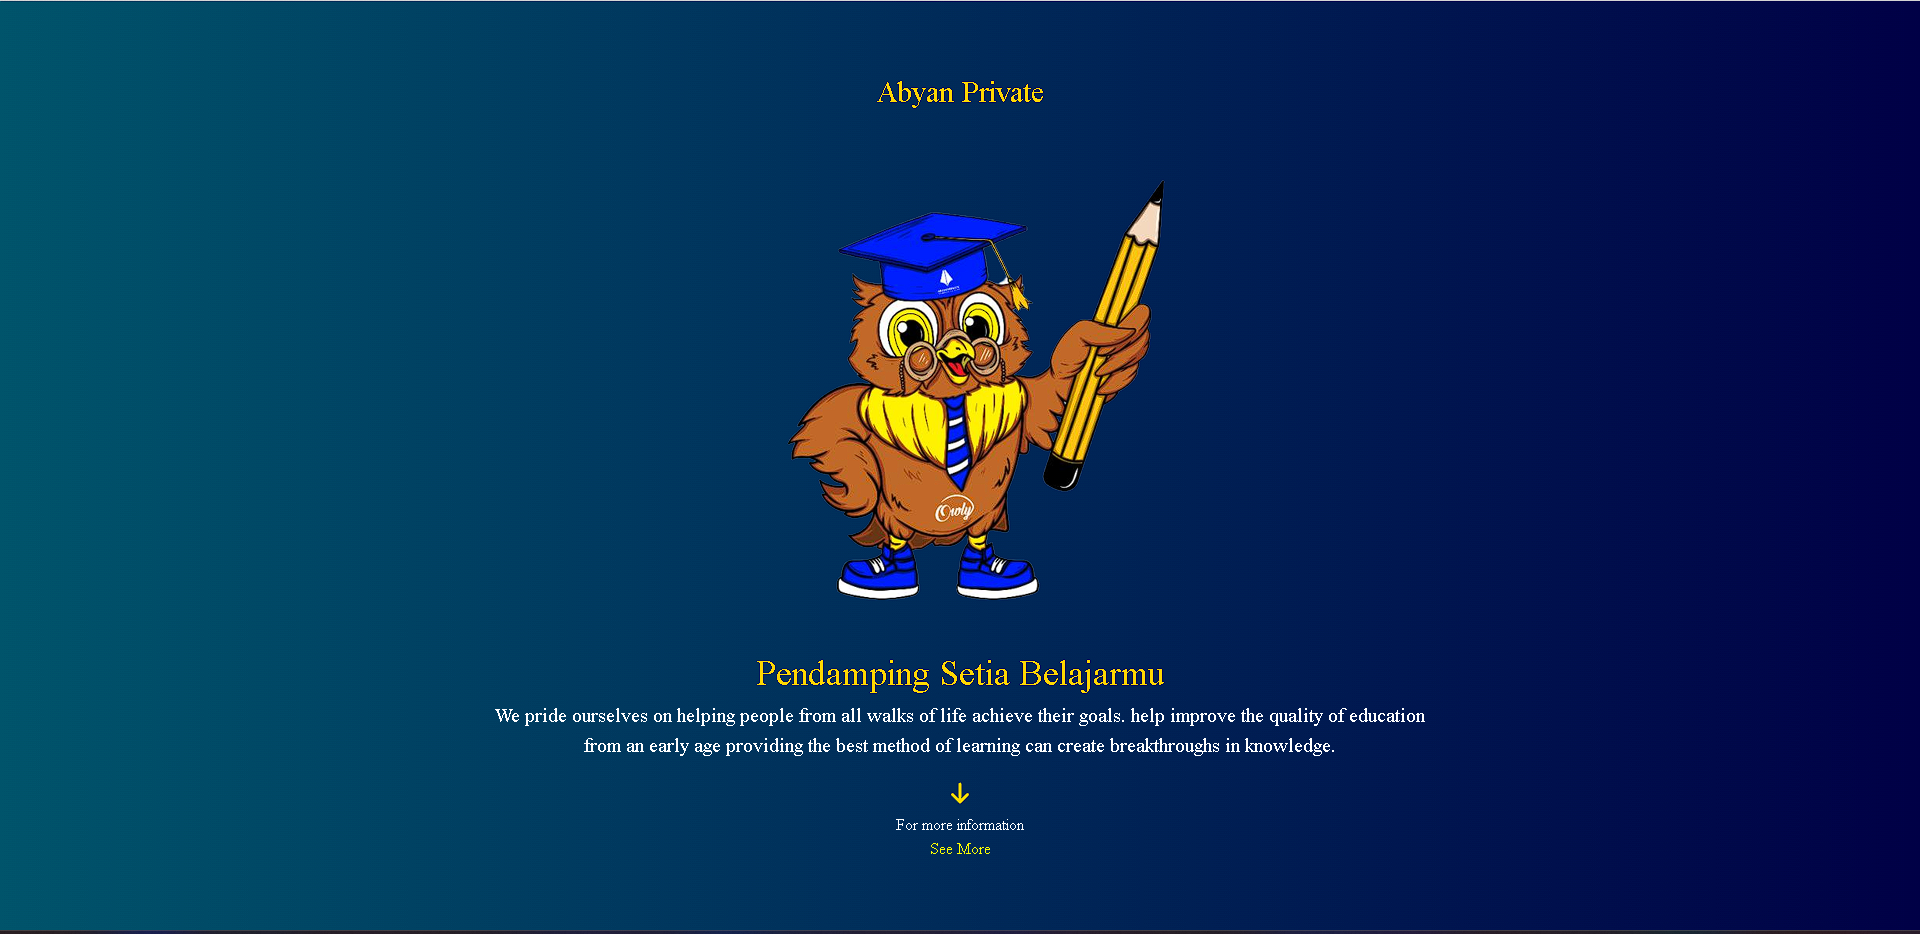 Abyan Private
Owly
Pendamping Setia Belajarmu
We pride ourselves on helping people from all walks of life achieve their goals. help improve the quality of education
from an early age providing the best method of learning can create breakthroughs in knowledge.
For more information
See More